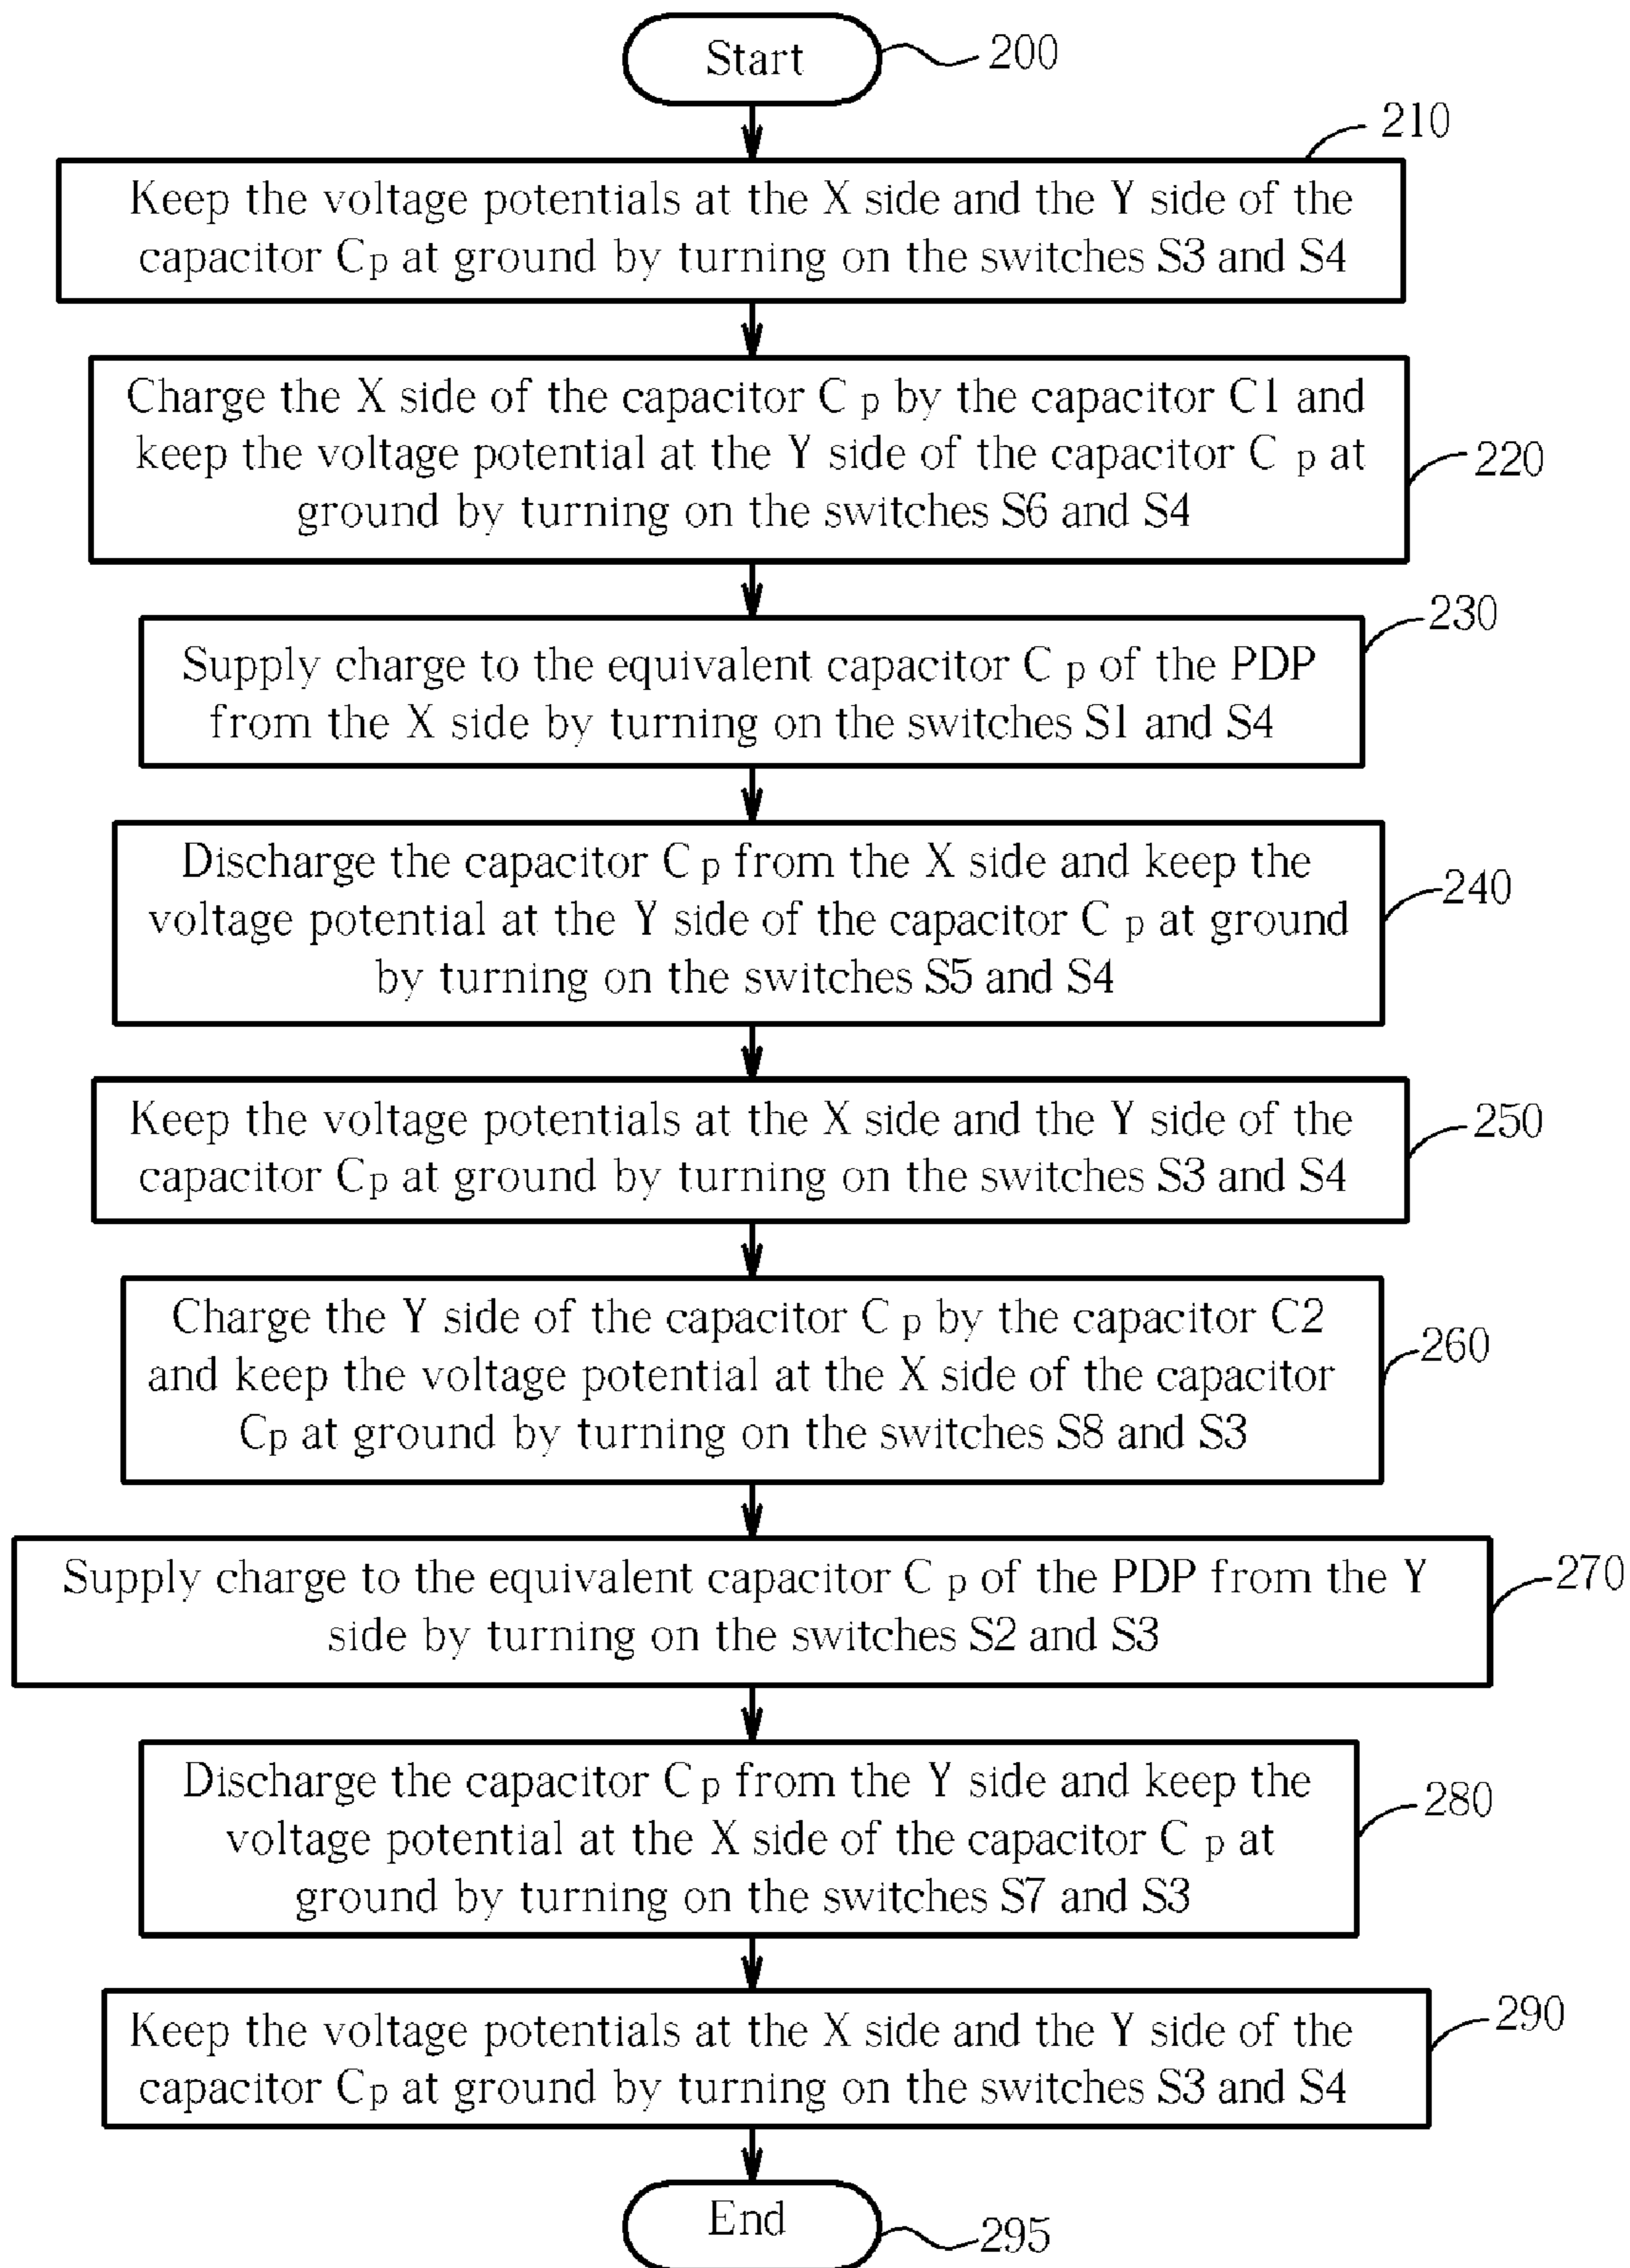 Start
200
210
Keep the voltage potentials at the X side and the Y side of the
capacitor Cp at ground by turning on the switches S3 and S4
Charge the X side of the capacitor C p by the capacitor C1 and
keep the voltage potential at the Y side of the capacitor C p at
ground by turning on the switches S6 and S4
220
230
Supply charge to the equivalent capacitor C p of the PDP
from the X side by turning on the switches S1 and S4
Discharge the capacitor C p from the X side and keep the
voltage potential at the Y side of the capacitor C p at ground
by turning on the switches S5 and S4
240
Keep the voltage potentials at the X side and the Y side of the
capacitor Cp at ground by turning on the switches S3 and S4
250
Charge the Y side of the capacitor C p by the capacitor C2
and keep the voltage potential at the X side of the capacitor
Cp at ground by turning on the switches S8 and S3
260
Supply charge to the equivalent capacitor C p of the PDP from the Y
side by turning on the switches S2 and S3
270
Discharge the capacitor C p from the Y side and keep the
voltage potential at the X side of the capacitor C p at
ground by turning on the switches S7 and S3
280
Keep the voltage potentials at the X side and the Y side of the
capacitor Cp at ground by turning on the switches S3 and S4
290
End
295